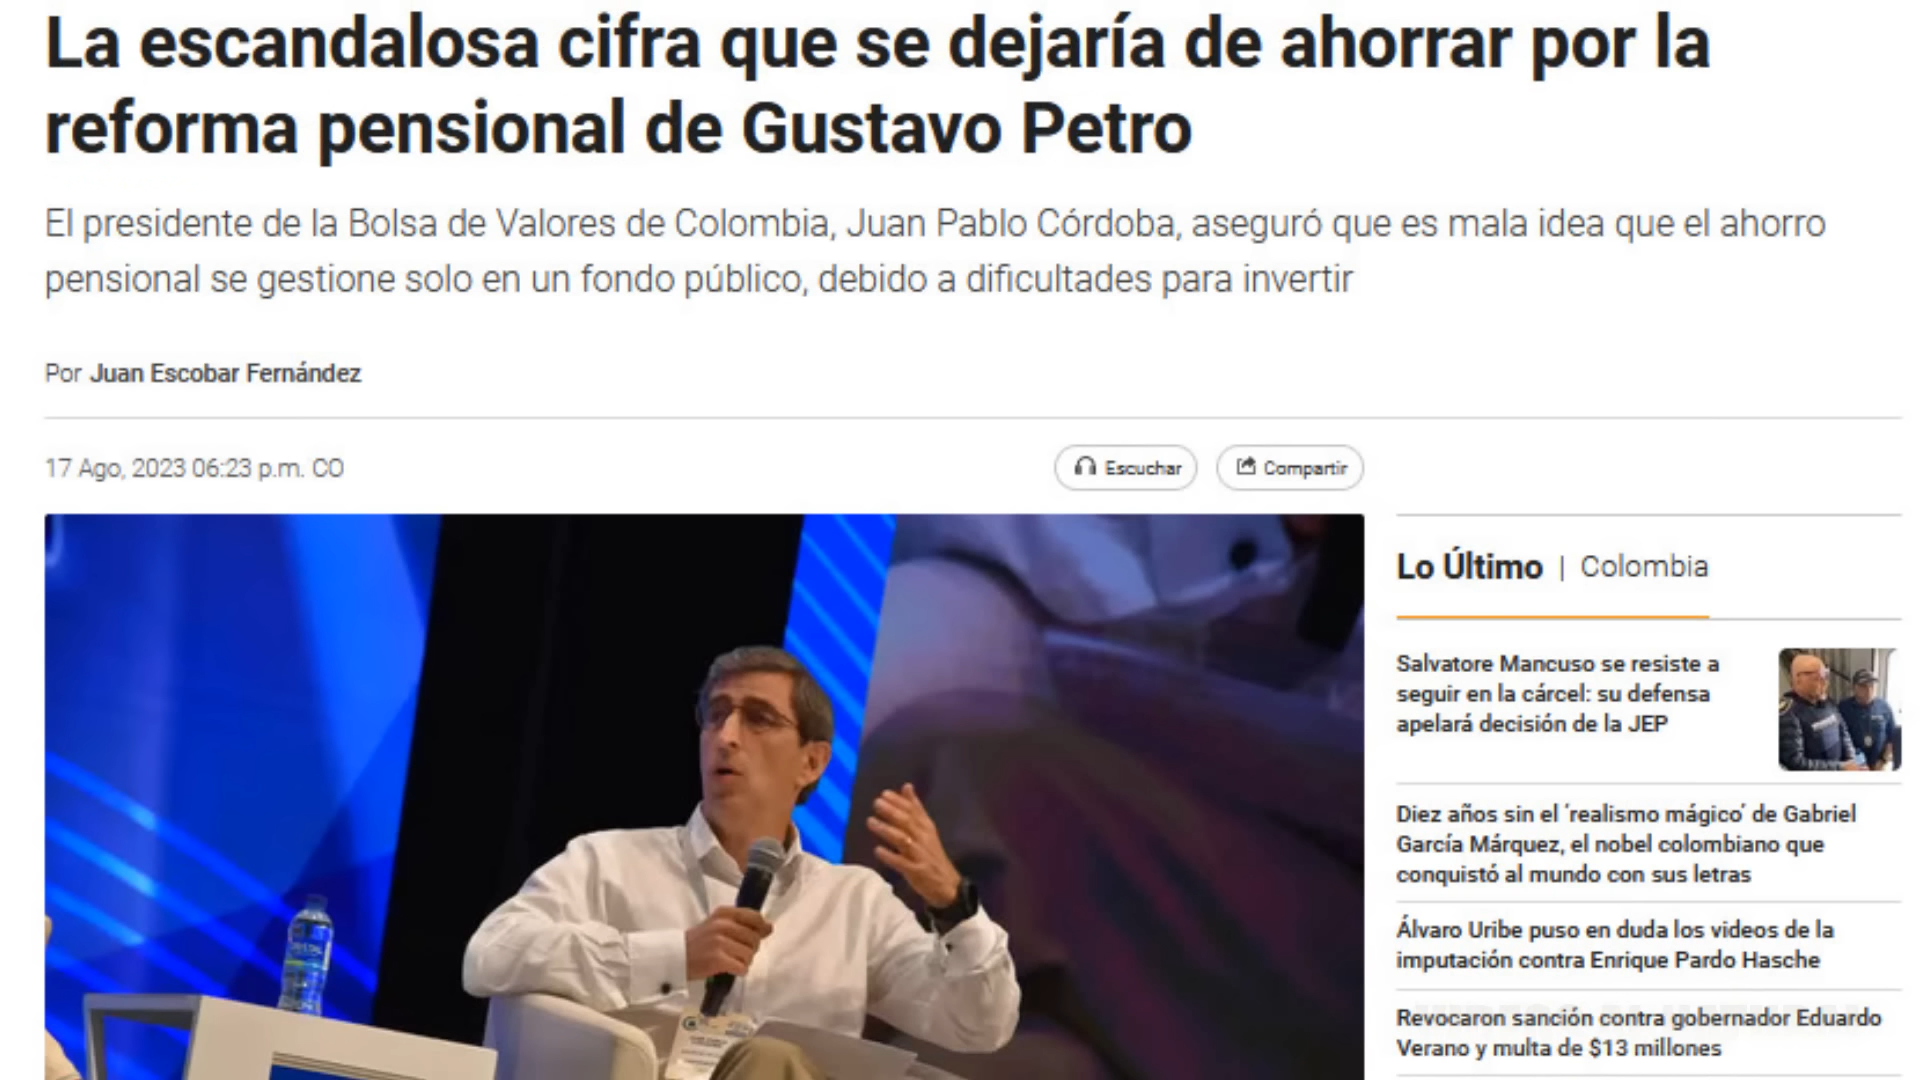 La escandalosa cifra que se dejaría de ahorrar por la
reforma pensional de Gustavo Petro
El presidente de la Bolsa de Valores de Colombia, Juan Pablo Córdoba, aseguró que es mala idea que el ahorro
pensional se gestione solo en un fondo público, debido a dificultades para invertir
Por Juan Escobar Fernández
17 Ago, 2023 06:23 p.m. CO
Escuchar
Compartir
Lo Último | Colombia
Salvatore Mancuso se resiste a
seguir en la cárcel: su defensa
apelará decisión de la JEP
Diez años sin el ‘realismo mágico’ de Gabriel
García Márquez, el nobel colombiano que
conquistó al mundo con sus letras
Álvaro Uribe puso en duda los videos de la
imputación contra Enrique Pardo Hasche
Revocaron sanción contra gobernador Eduardo
Verano y multa de $13 millones